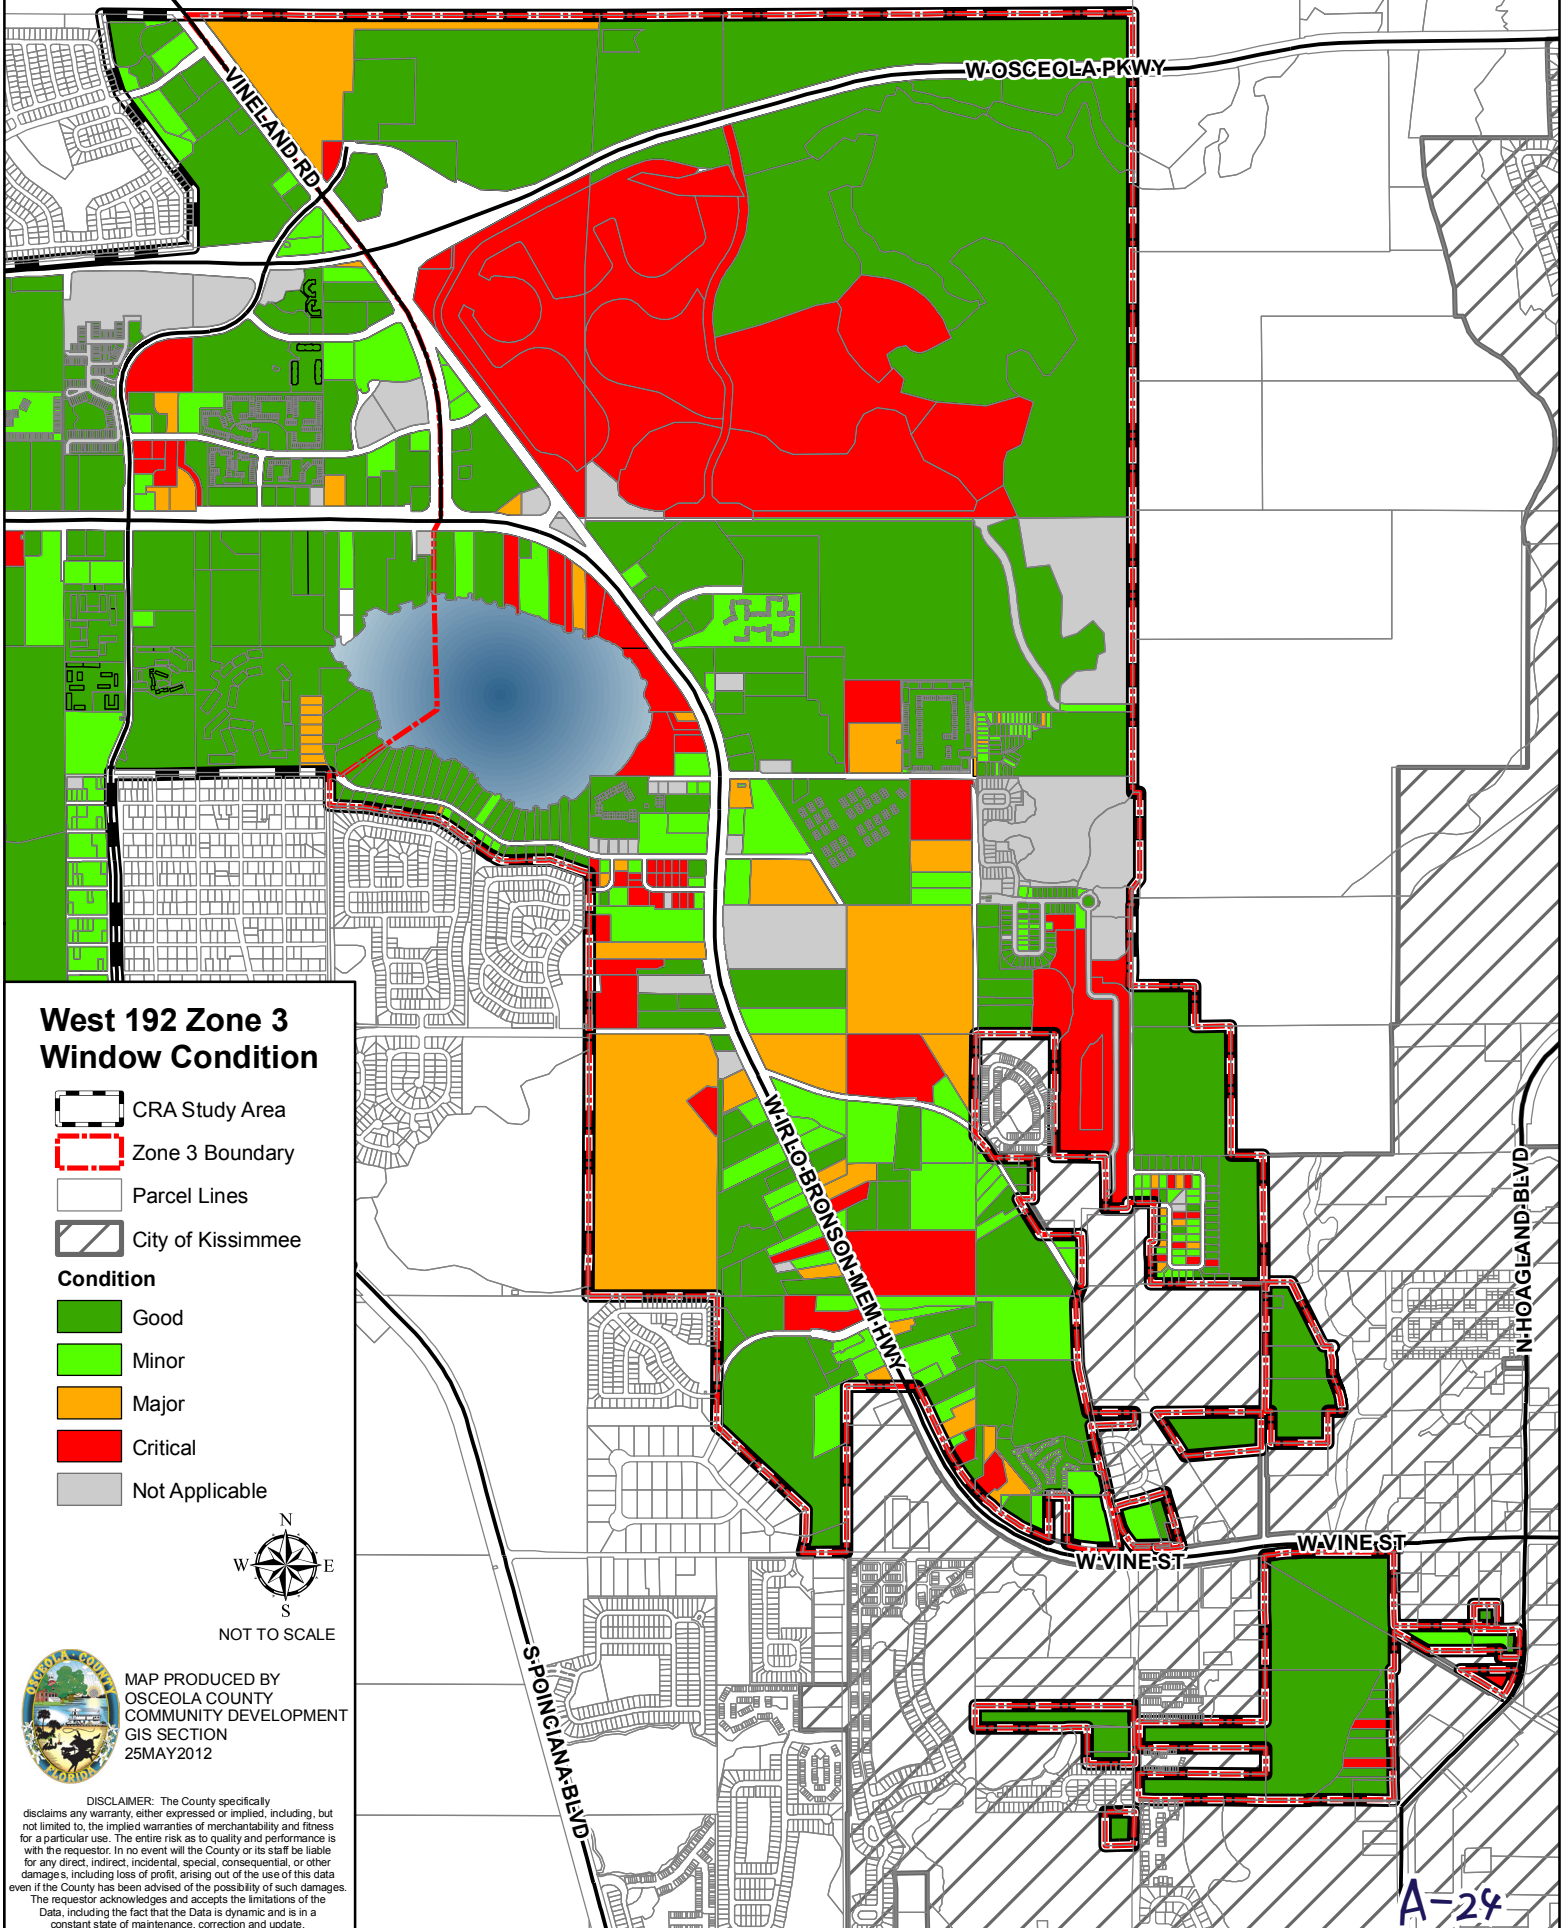 W OSCEOLA PKWY
VINELAND RD
West 192 Zone 3
Window Condition
CRA Study Area
Zone 3 Boundary
Parcel Lines
City of Kissimmee
Condition
Good
Minor
Major
Critical
Not Applicable
W IRLO BRONSON MEM HWY
N HOAGLAND BLVD
W VINE ST
W VINE ST
S POINCIANA BLVD
N
W E
S
NOT TO SCALE
OSCEOLA COUNTY
FLORIDA
MAP PRODUCED BY
OSCEOLA COUNTY
COMMUNITY DEVELOPMENT
GIS SECTION
25MAY2012
DISCLAIMER: The County specifically
disclaims any warranty, either expressed or implied, including, but
not limited to, the implied warranties of merchantability and fitness
for a particular use. The entire risk as to quality and performance is
with the requestor. In no event will the County or its staff be liable
for any direct, indirect, incidental, special, consequential, or other
damages, including loss of profit, arising out of the use of this data
even if the County has been advised of the possibility of such damages.
The requestor acknowledges and accepts the limitations of the
Data, including the fact that the Data is dynamic and is in a
constant state of maintenance, correction and update.
A-24